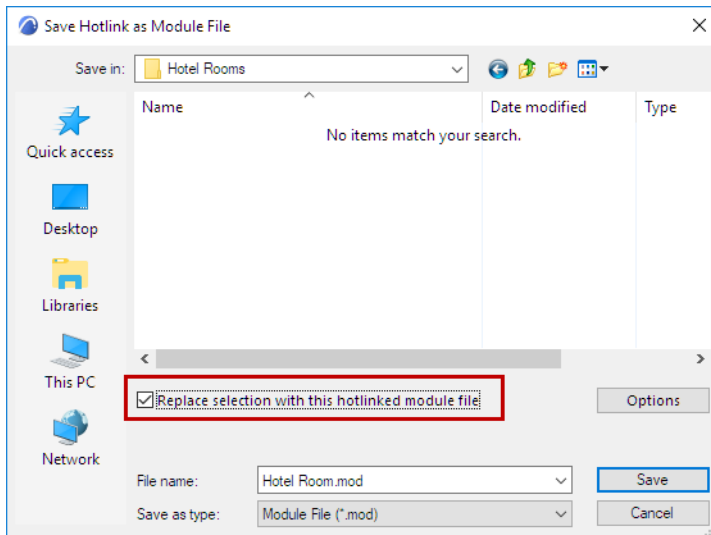 Save Hotlink as Module File
Save in:
Hotel Rooms
Name
Date modified
Type
No items match your search.
Quick access
Desktop
Libraries
This PC
Network
Replace selection with this hotlinked module file
Options
File name:
Hotel Room.mod
Save
Save as type:
Module File (*.mod)
Cancel